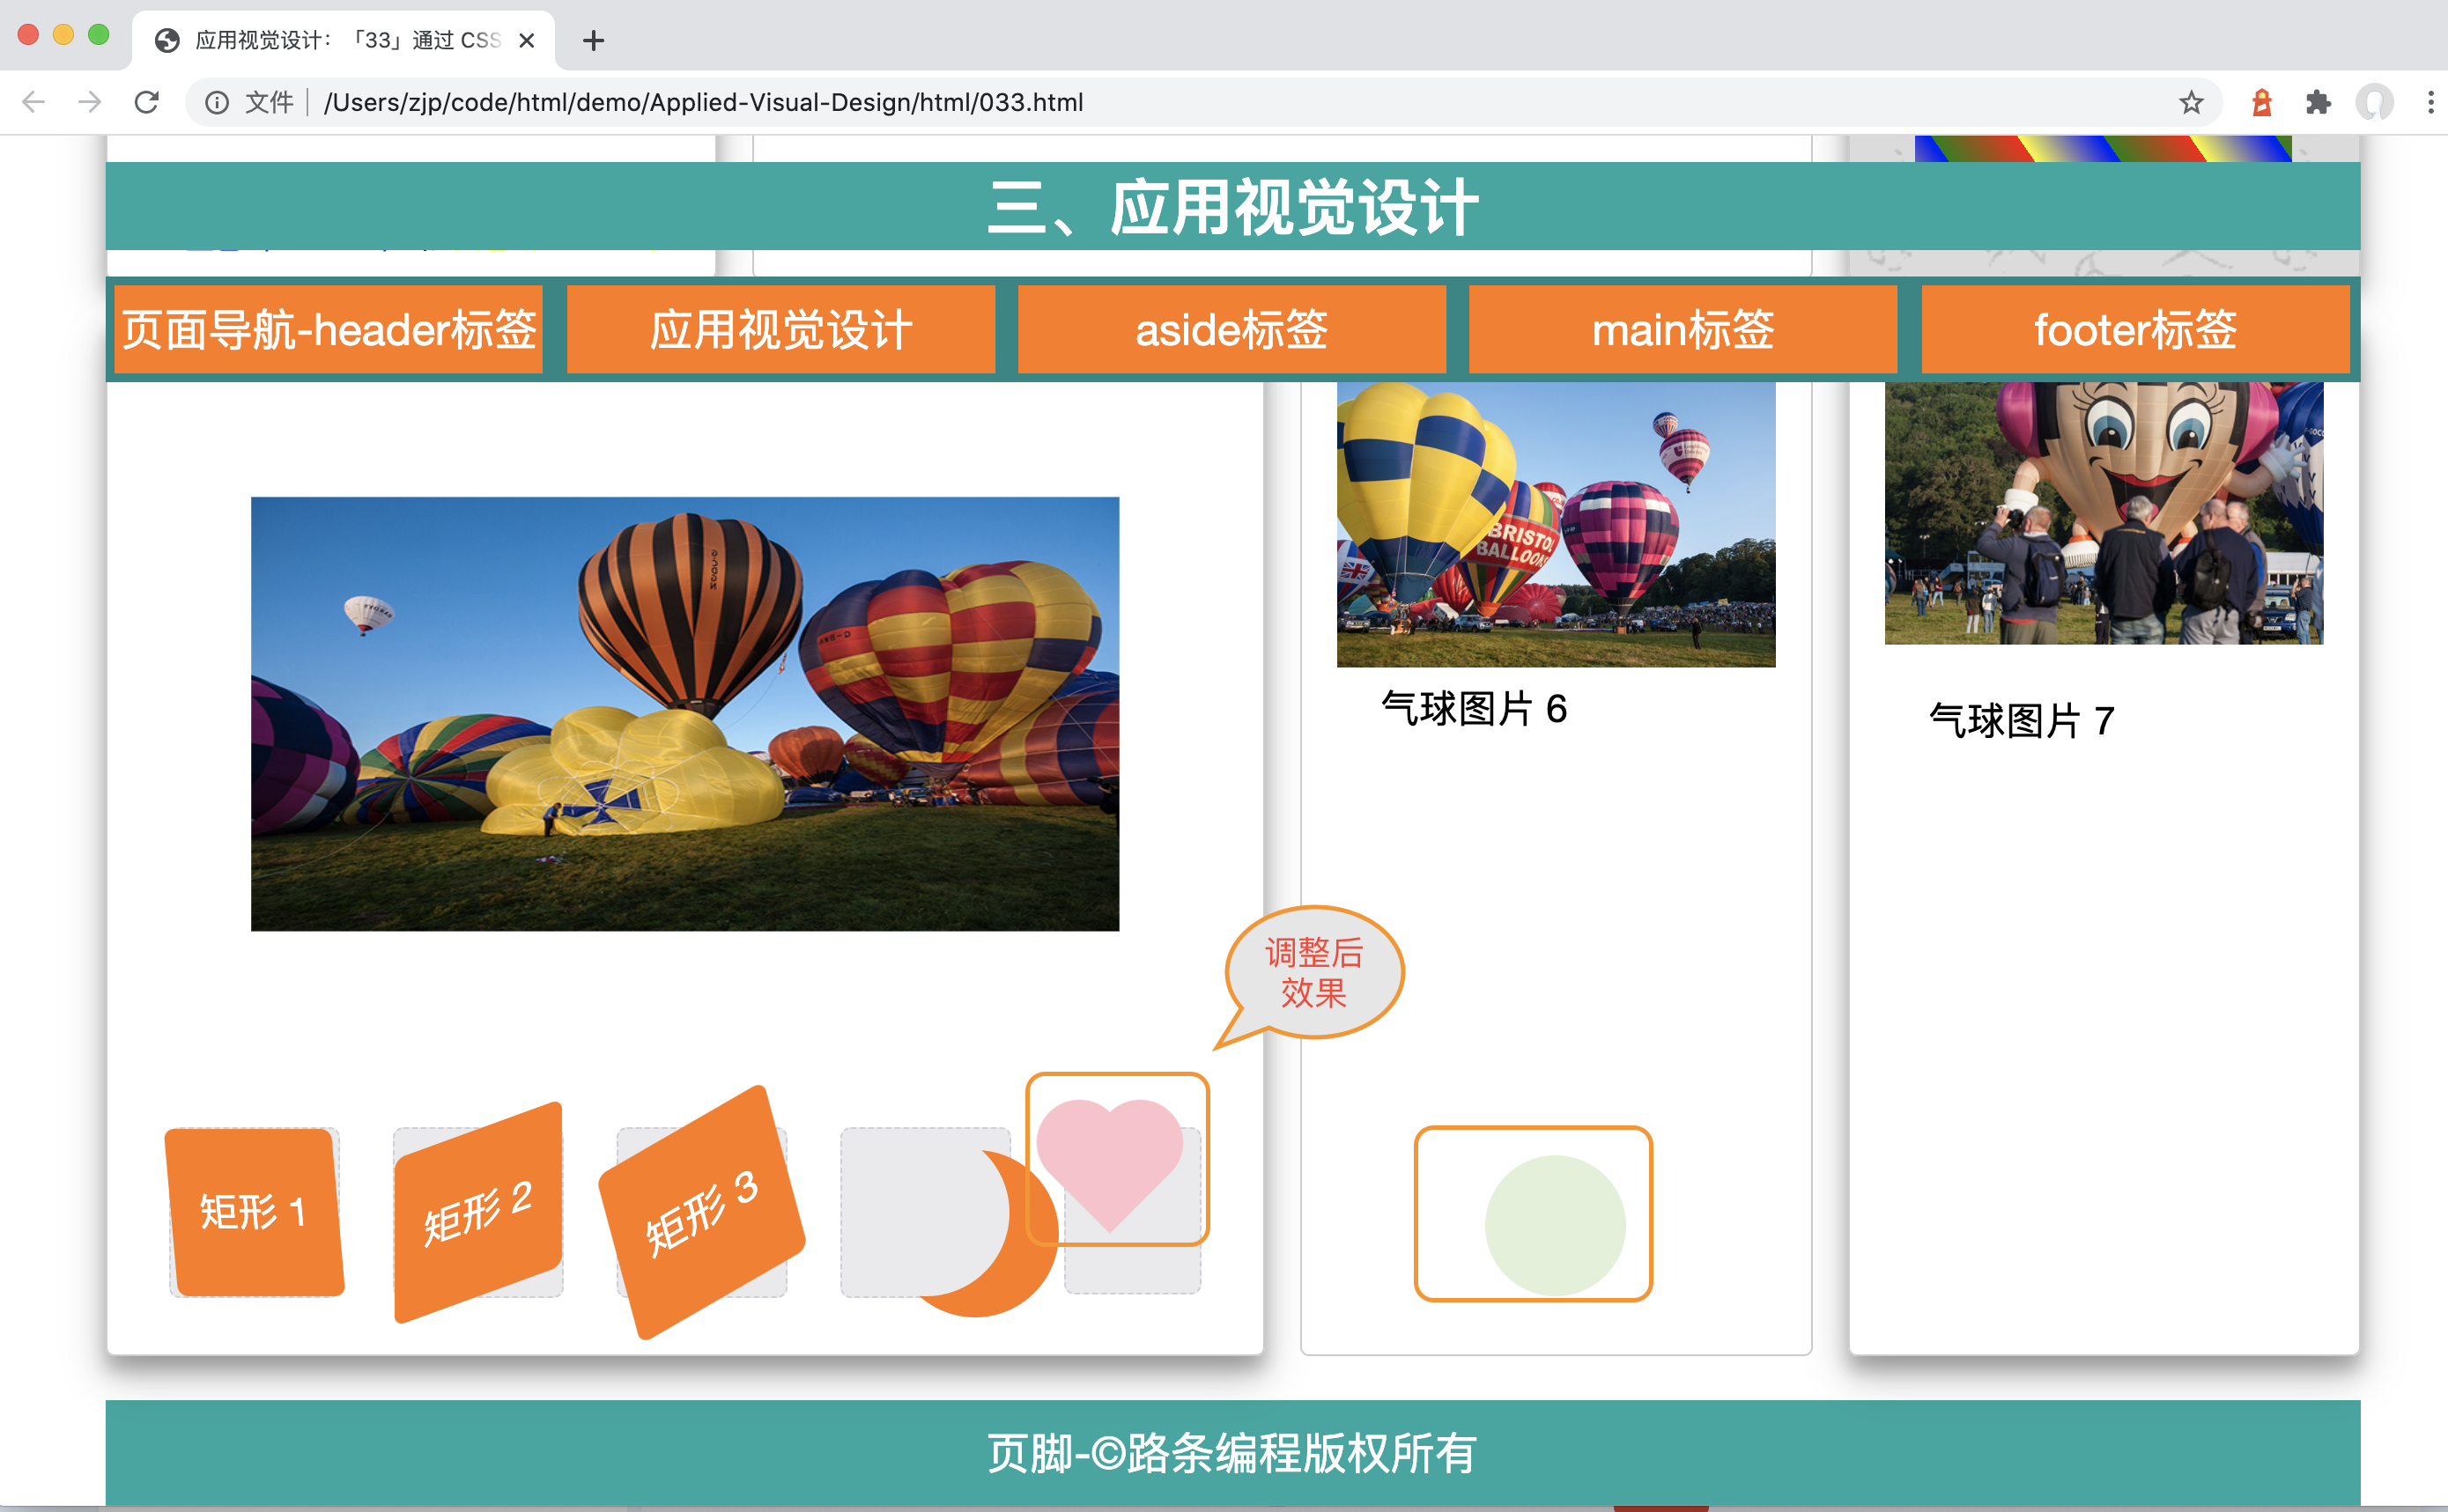 应用视觉设计：「33」通过 CSS
文件 /Users/zjp/code/html/demo/Applied-Visual-Design/html/033.html
三、应用视觉设计
页面导航-header标签
应用视觉设计
aside标签
main标签
footer标签
BRISTOL
BALLOONS
气球图片 6
气球图片 7
调整后
效果
矩形 1
矩形 2
矩形 3
页脚-©路条编程版权所有